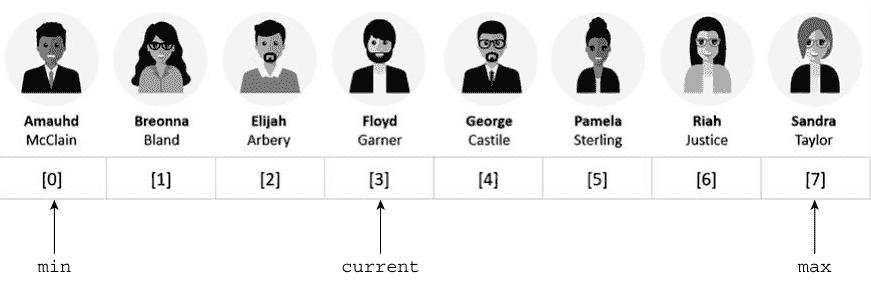 Amauhd Breonna Elijah Floyd George Pamela Riah Sandra
McClain Bland Arbery Garner Castile Sterling Justice Taylor
[0] [1] [2] [3] [4] [5] [6] [7]
min current max